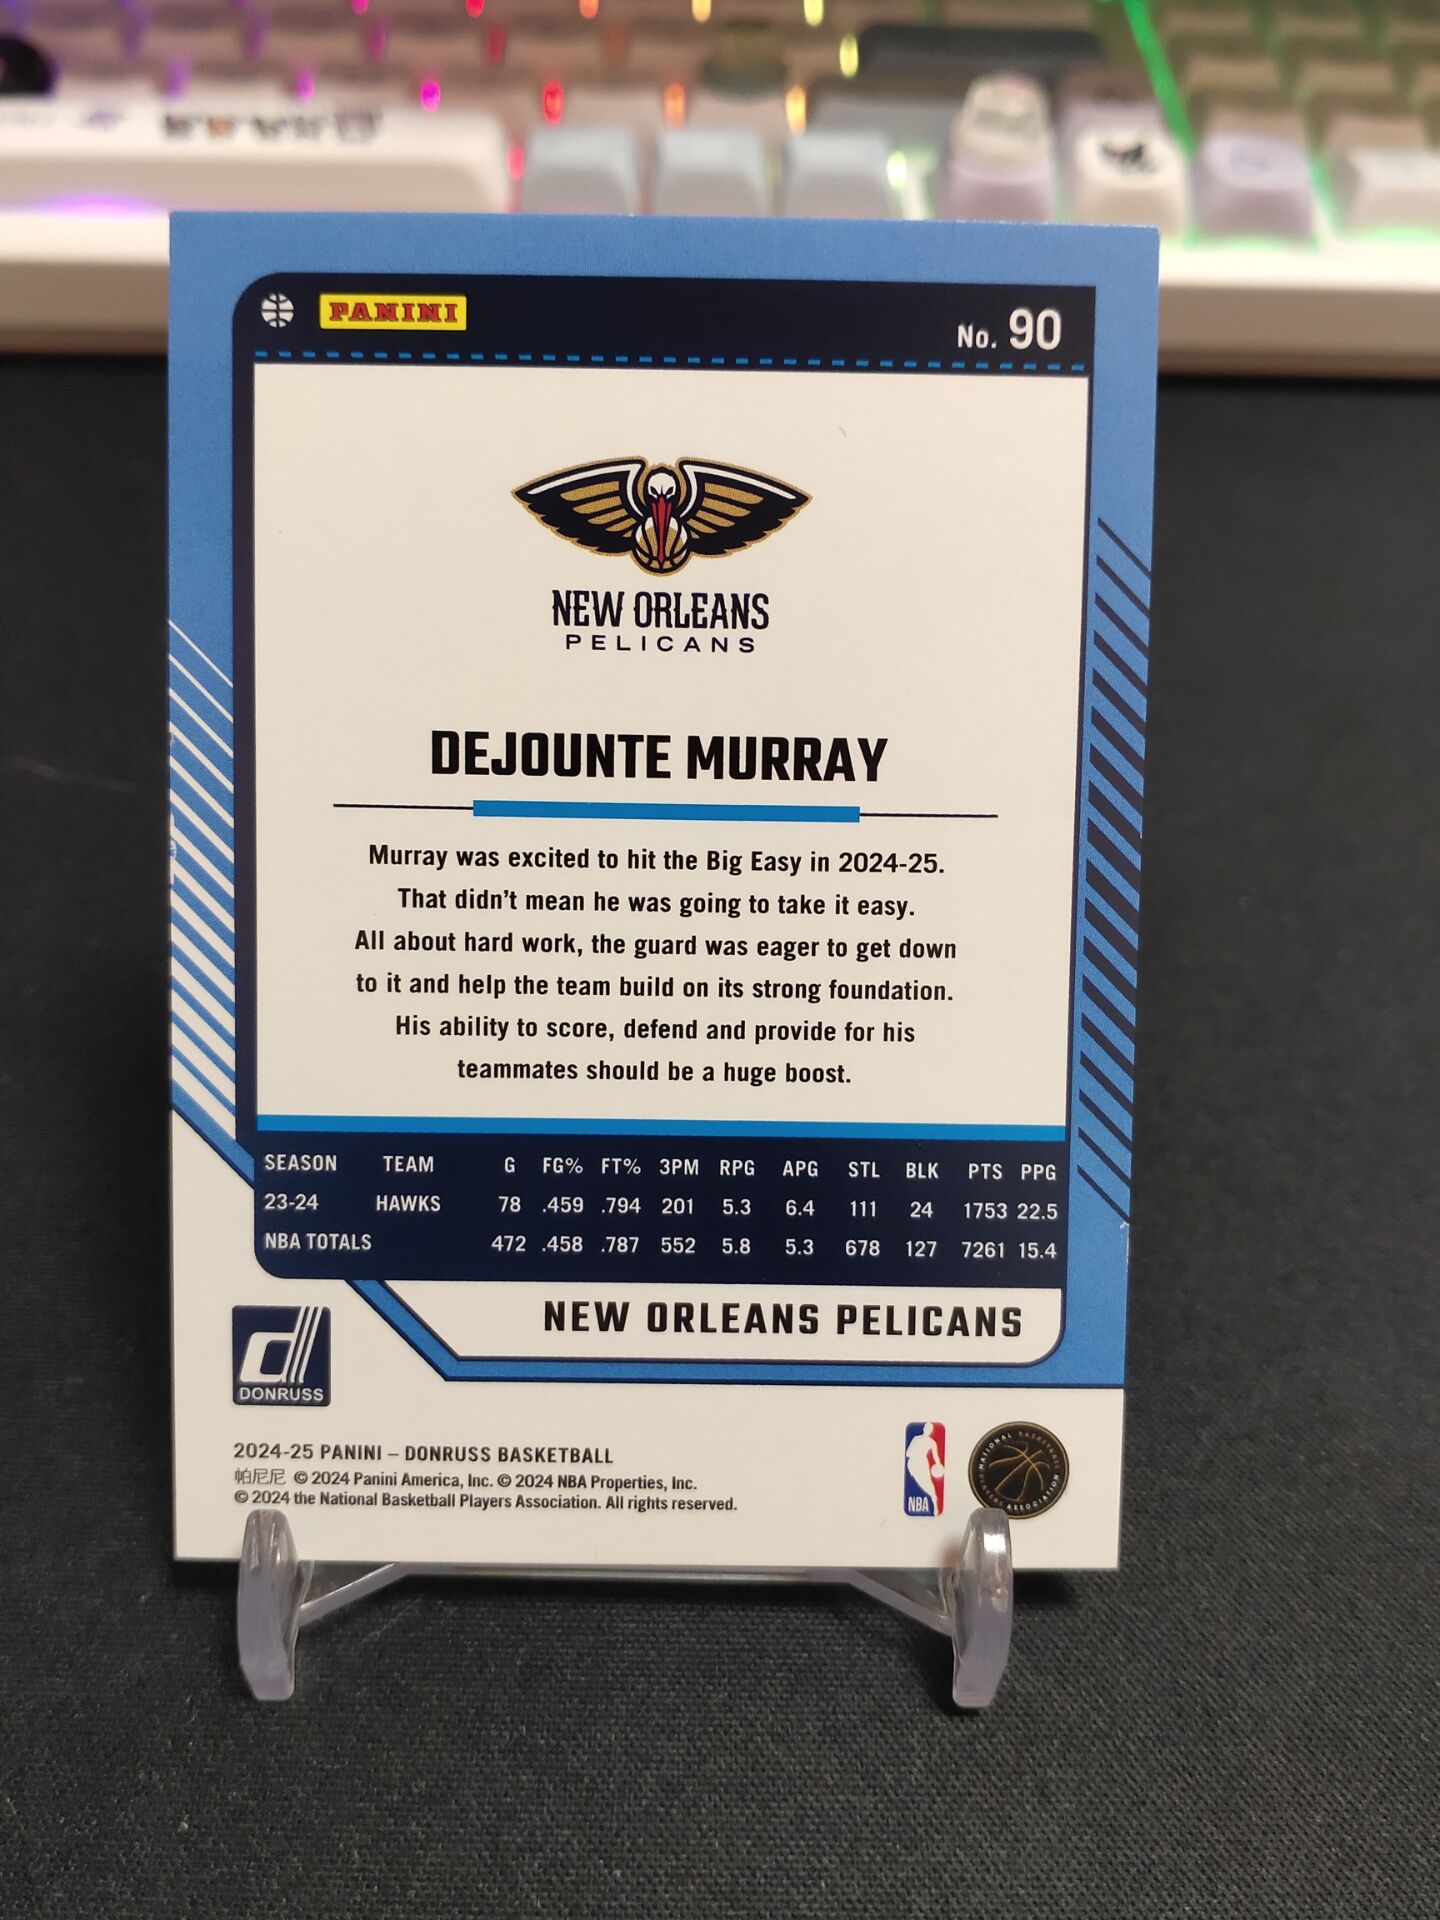 PANINI
No. 90
NEW ORLEANS
PELICANS
DEJOUNTE MURRAY
Murray was excited to hit the Big Easy in 2024-25.
That didn't mean he was going to take it easy.
All about hard work, the guard was eager to get down
to it and help the team build on its strong foundation.
His ability to score, defend and provide for his
teammates should be a huge boost.
SEASON TEAM G FG% FT% 3PM RPG APG STL BLK PTS PPG
23-24 HAWKS 78 .459 .794 201 5.3 6.4 111 24 1753 22.5
NBA TOTALS 472 .458 .787 552 5.8 5.3 678 127 7261 15.4
NEW ORLEANS PELICANS
d
DONRUSS
2024-25 PANINI – DONRUSS BASKETBALL
帕尼尼 © 2024 Panini America, Inc. © 2024 NBA Properties, Inc.
© 2024 the National Basketball Players Association. All rights reserved.
NBA
NATIONAL BASKETBALL
PLAYERS ASSOCIATION